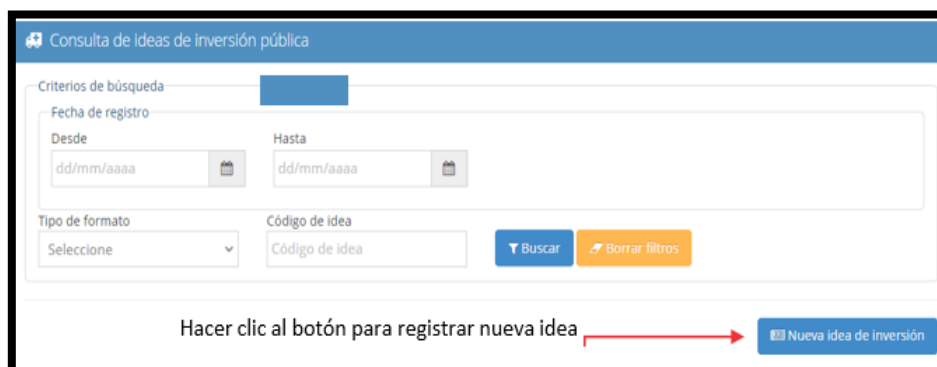 Consulta de ideas de inversión pública
Criterios de búsqueda
Fecha de registro
Desde Hasta
dd/mm/aaaa dd/mm/aaaa
Tipo de formato Código de idea
Seleccione Código de idea Buscar Borrar filtros
Hacer clic al botón para registrar nueva idea Nueva idea de inversión